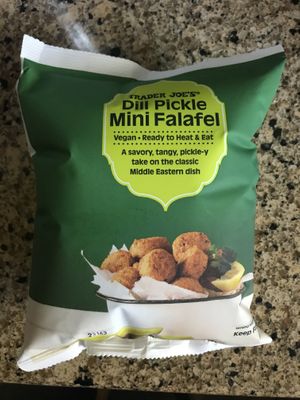 TRADER JOE'S®
Dill Pickle
Mini Falafel
Vegan • Ready to Heat & Eat
A savory, tangy, pickle-y
take on the classic
Middle Eastern dish
Keep